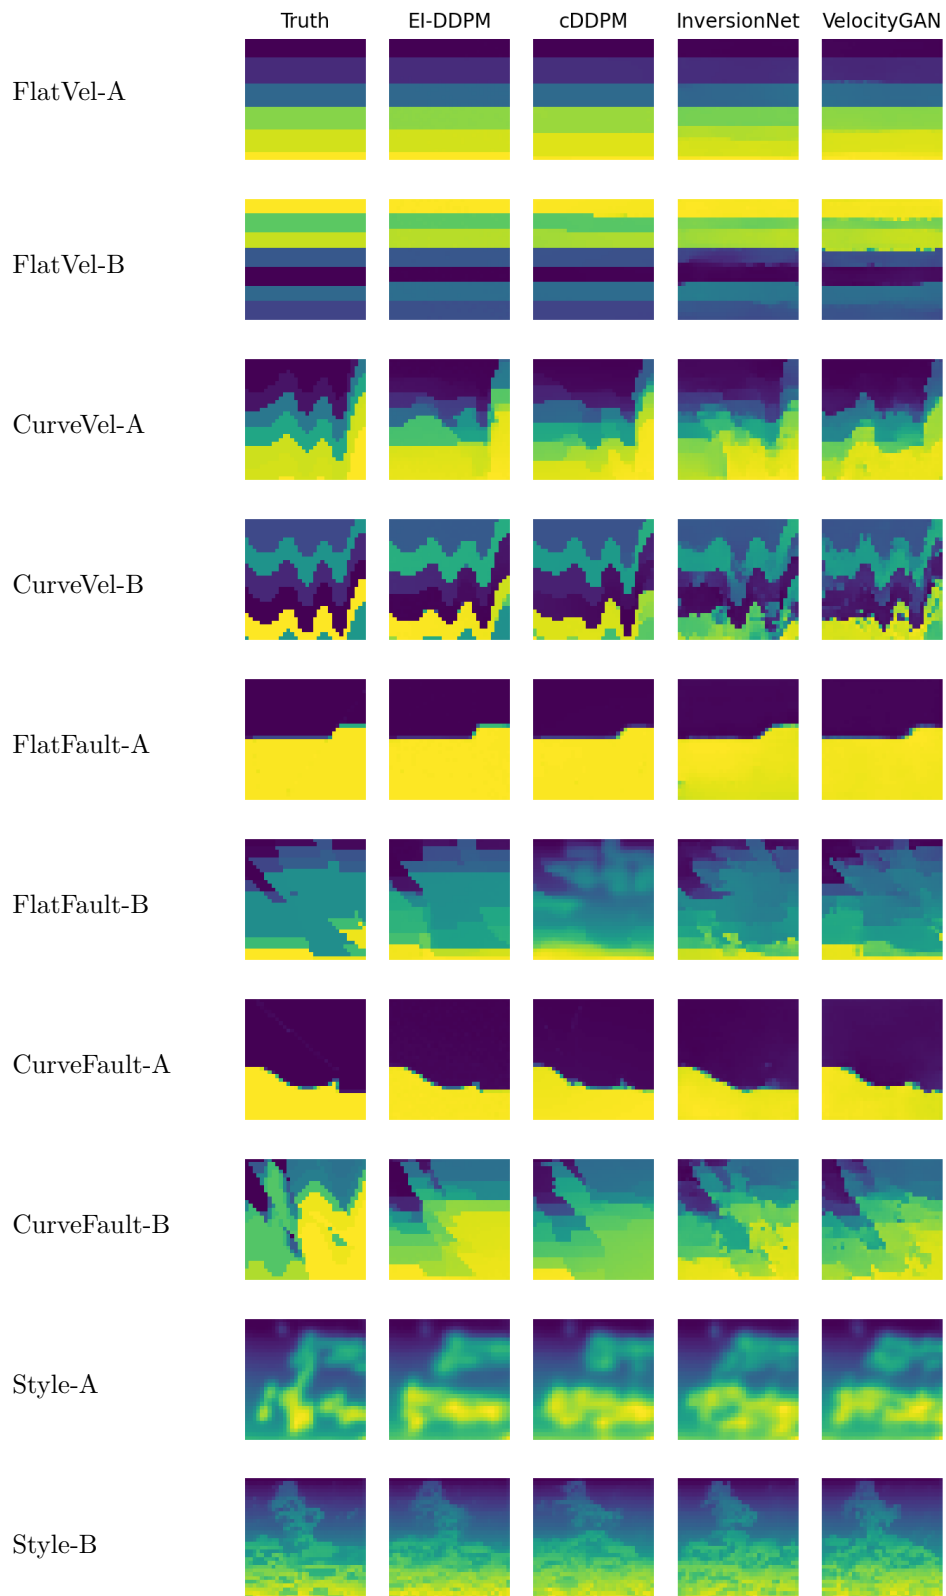 Truth EI-DDPM cDDPM InversionNet VelocityGAN
FlatVel-A
FlatVel-B
CurveVel-A
CurveVel-B
FlatFault-A
FlatFault-B
CurveFault-A
CurveFault-B
Style-A
Style-B